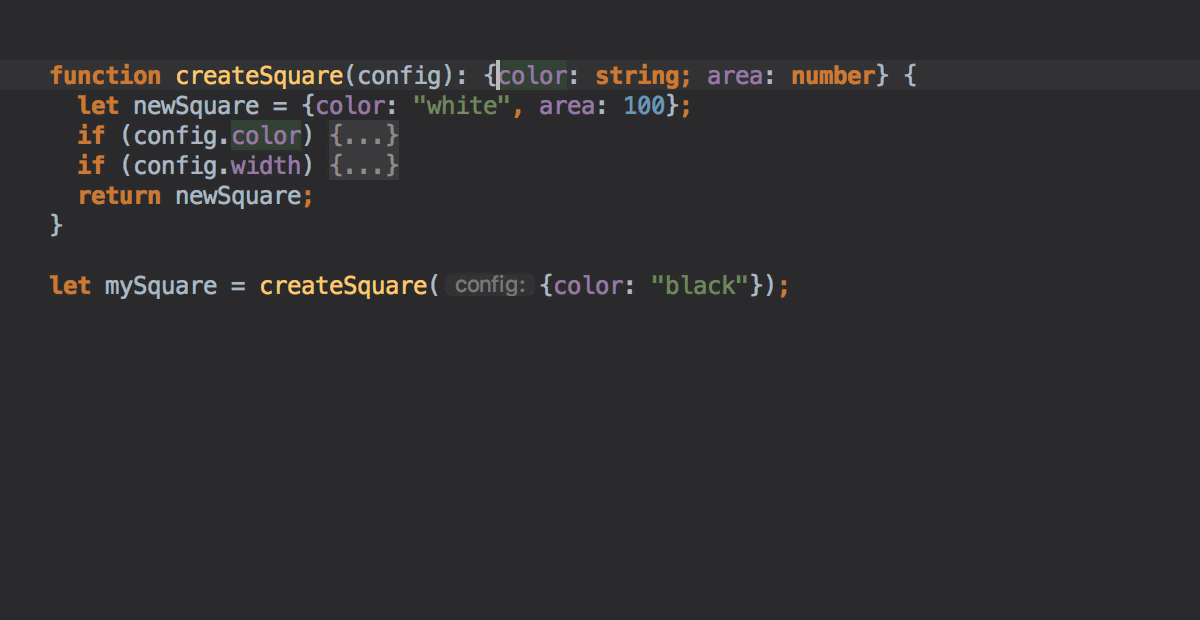 function createSquare(config): {color: string; area: number} {
let newSquare = {color: "white", area: 100};
if (config.color) {...}
if (config.width) {...}
return newSquare;
}
let mySquare = createSquare( config: {color: "black"});